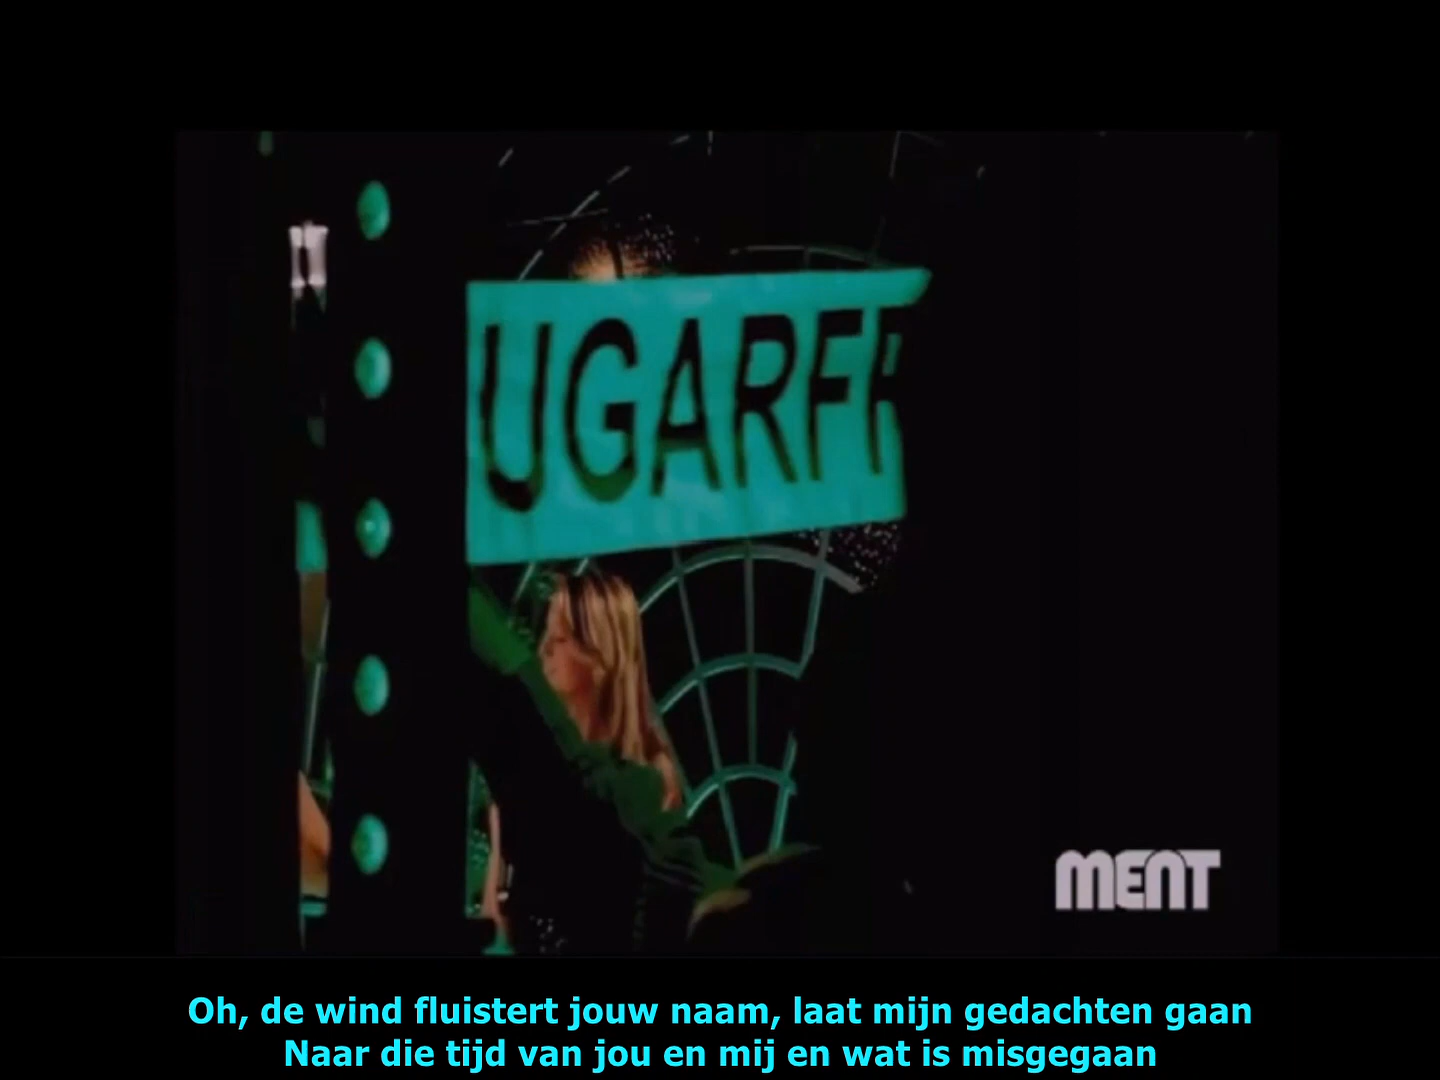 UGARFR
MENT
Oh, de wind fluistert jouw naam, laat mijn gedachten gaan
Naar die tijd van jou en mij en wat is misgegaan